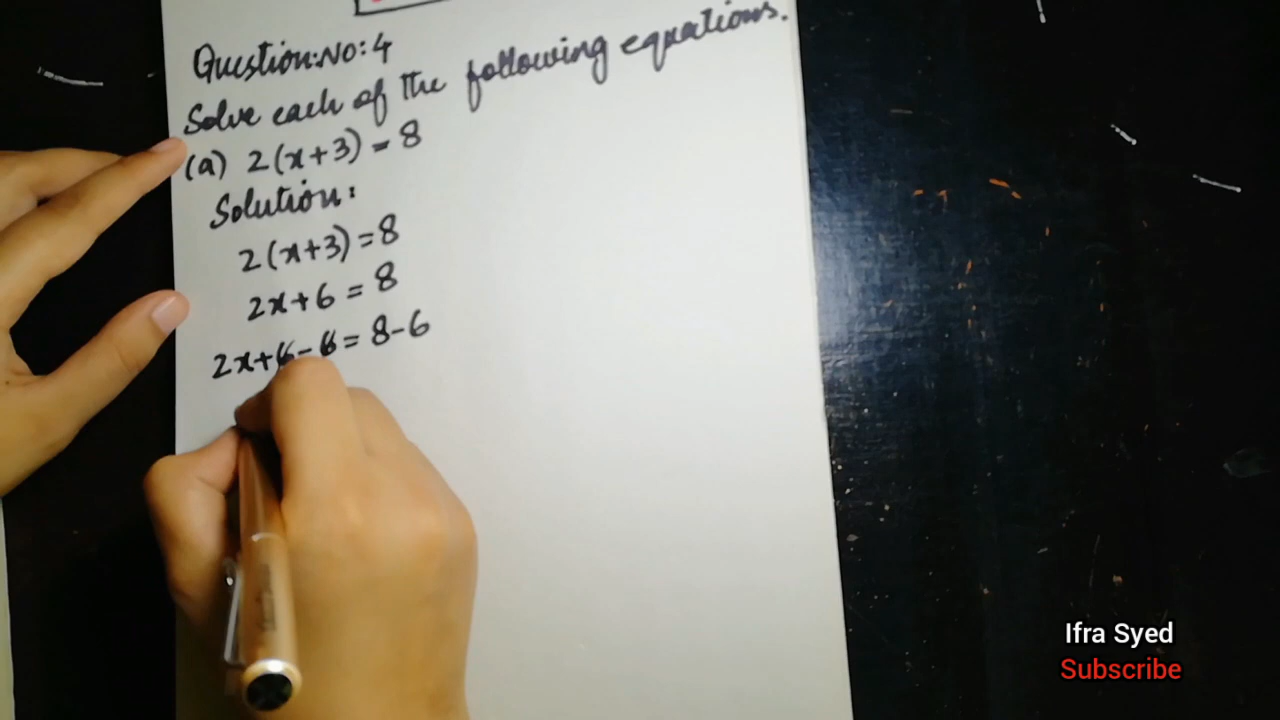 Question:No:4
Solve each of the following equations.
(a) 2(x+3) = 8
Solution:
2(x+3) = 8
2x+6 = 8
2x+6-6 = 8-6
Ifra Syed
Subscribe